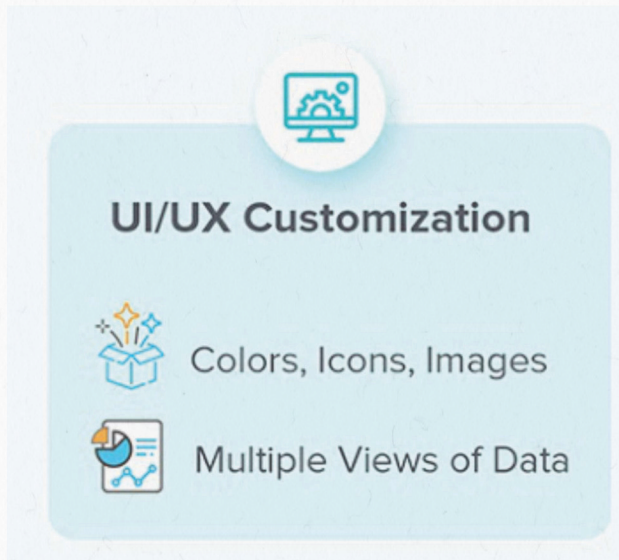 UI/UX Customization
Colors, Icons, Images
Multiple Views of Data